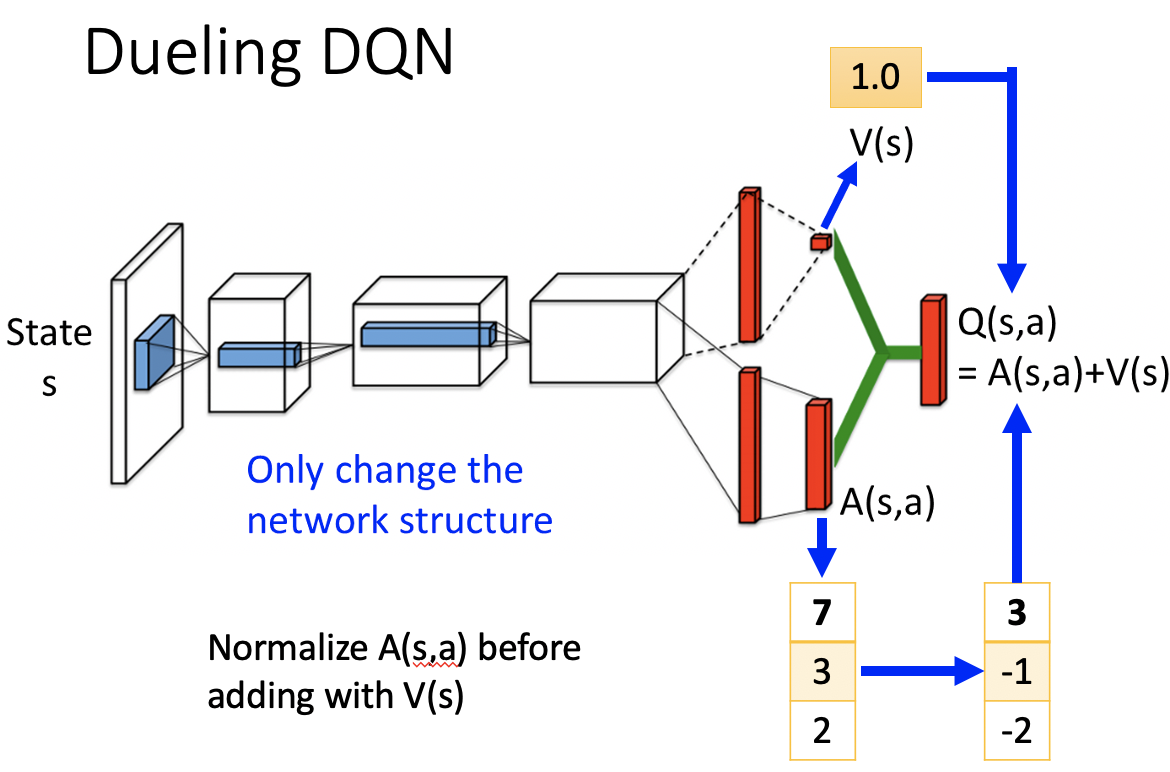 Dueling DQN
1.0
V(s)
State
s
Q(s,a)
= A(s,a)+V(s)
Only change the
network structure
A(s,a)
7
3
2
3
-1
-2
Normalize A(s,a) before
adding with V(s)